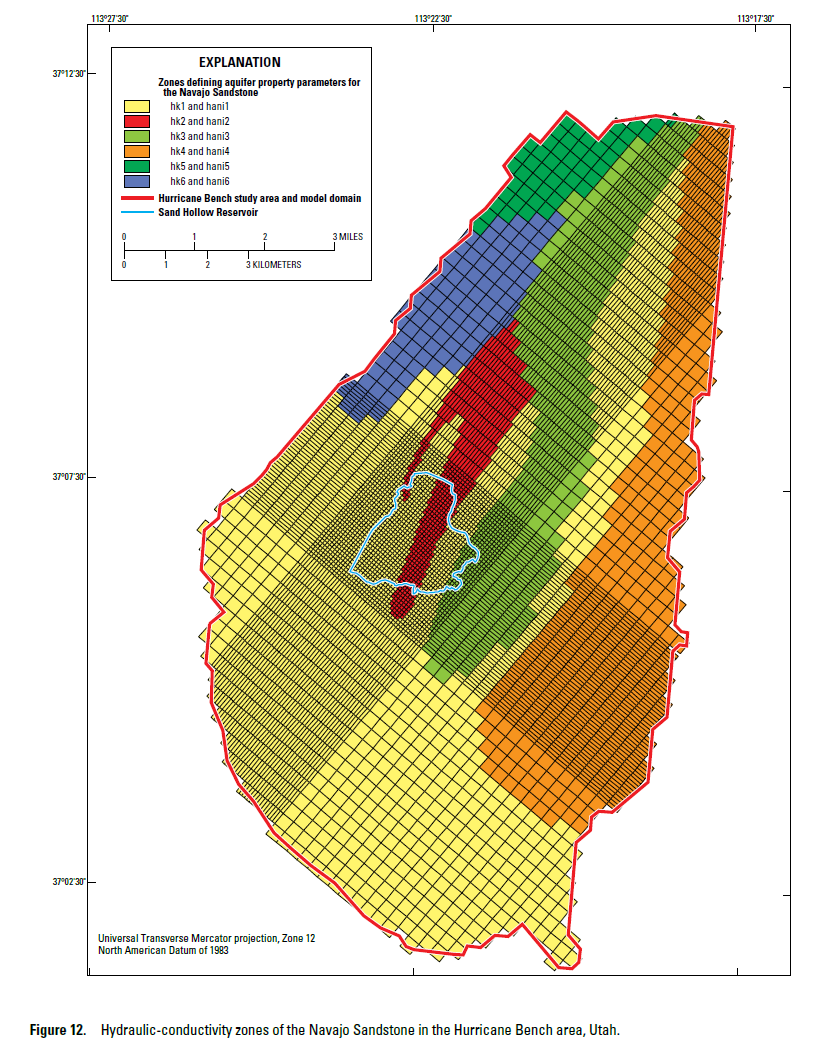 113°27'30"
113°22'30"
113°17'30"
37°12'30"
EXPLANATION
Zones defining aquifer property parameters for
the Navajo Sandstone
hk1 and hani1
hk2 and hani2
hk3 and hani3
hk4 and hani4
hk5 and hani5
hk6 and hani6
Hurricane Bench study area and model domain
Sand Hollow Reservoir
0 1 2 3 MILES
0 1 2 3 KILOMETERS
37°07'30"
37°02'30"
Universal Transverse Mercator projection, Zone 12
North American Datum of 1983
Figure 12. Hydraulic-conductivity zones of the Navajo Sandstone in the Hurricane Bench area, Utah.